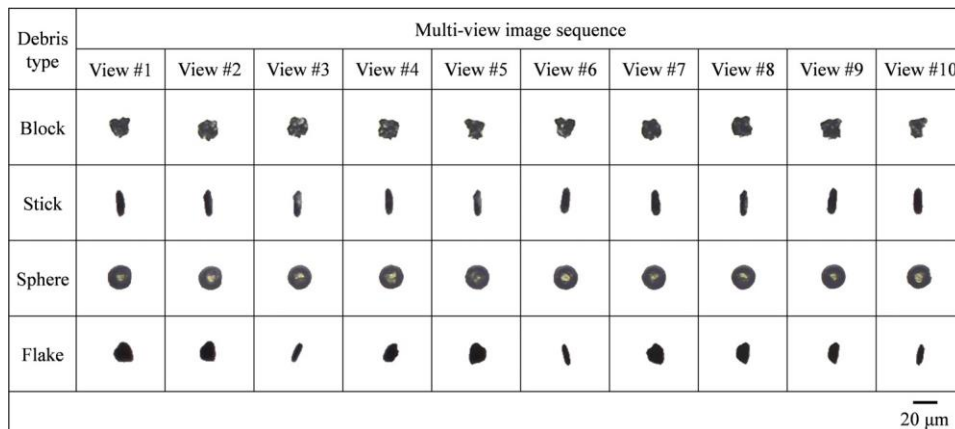 Debris type
Multi-view image sequence
View #1 View #2 View #3 View #4 View #5 View #6 View #7 View #8 View #9 View #10
Block
Stick
Sphere
Flake
20 μm